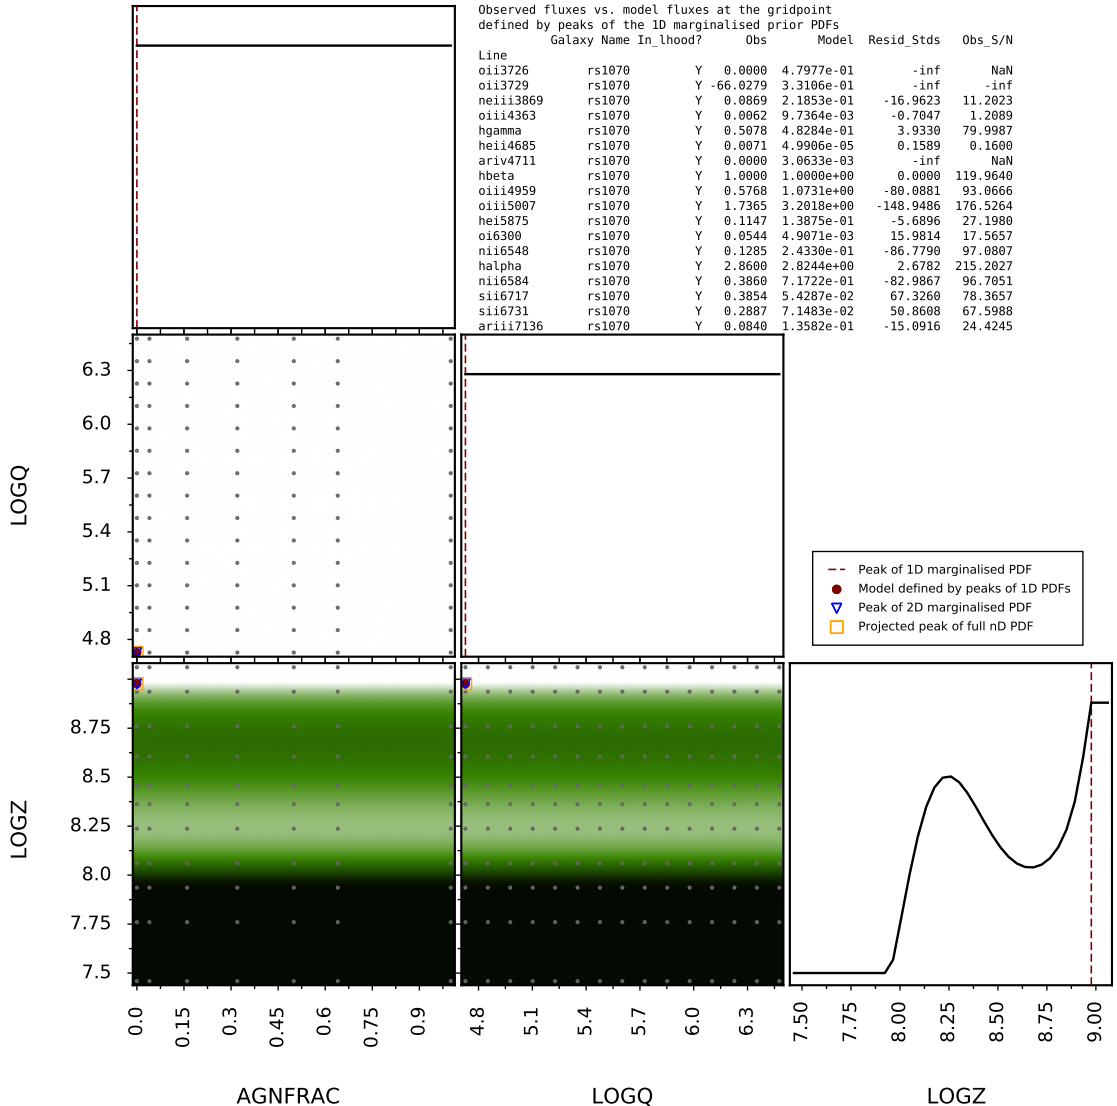 Observed fluxes vs. model fluxes at the gridpoint
defined by peaks of the 1D marginalised prior PDFs
Galaxy Name In_lhood? Obs Model Resid_Stds Obs_S/N
Line
oii3726 rs1070 Y 0.0000 4.7977e-01 -inf NaN
oii3729 rs1070 Y -66.0279 3.3106e-01 -inf -inf
neiii3869 rs1070 Y 0.0869 2.1853e-01 -16.9623 11.2023
oiii4363 rs1070 Y 0.0062 9.7364e-03 -0.7047 1.2089
hgamma rs1070 Y 0.5078 4.8284e-01 3.9330 79.9987
heii4685 rs1070 Y 0.0071 4.9906e-05 0.1589 0.1600
ariv4711 rs1070 Y 0.0000 3.0633e-03 -inf NaN
hbeta rs1070 Y 1.0000 1.0000e+00 0.0000 119.9640
oiii4959 rs1070 Y 0.5768 1.0731e+00 -80.0881 93.0666
oiii5007 rs1070 Y 1.7365 3.2018e+00 -148.9486 176.5264
hei5875 rs1070 Y 0.1147 1.3875e-01 -5.6896 27.1980
oi6300 rs1070 Y 0.0544 4.9071e-03 15.9814 17.5657
nii6548 rs1070 Y 0.1285 2.4330e-01 -86.7790 97.0807
halpha rs1070 Y 2.8600 2.8244e+00 2.6782 215.2027
nii6584 rs1070 Y 0.3860 7.1722e-01 -82.9867 96.7051
sii6717 rs1070 Y 0.3854 5.4287e-02 67.3260 78.3657
sii6731 rs1070 Y 0.2887 7.1483e-02 50.8608 67.5988
ariii7136 rs1070 Y 0.0840 1.3582e-01 -15.0916 24.4245
6.3
6.0
5.7
5.4
5.1
4.8
LOGQ
Peak of 1D marginalised PDF
Model defined by peaks of 1D PDFs
Peak of 2D marginalised PDF
Projected peak of full nD PDF
8.75
8.5
8.25
8.0
7.75
7.5
LOGZ
0.0 0.15 0.3 0.45 0.6 0.75 0.9
4.8 5.1 5.4 5.7 6.0 6.3
7.50 7.75 8.00 8.25 8.50 8.75 9.00
AGNFRAC
LOGQ
LOGZ